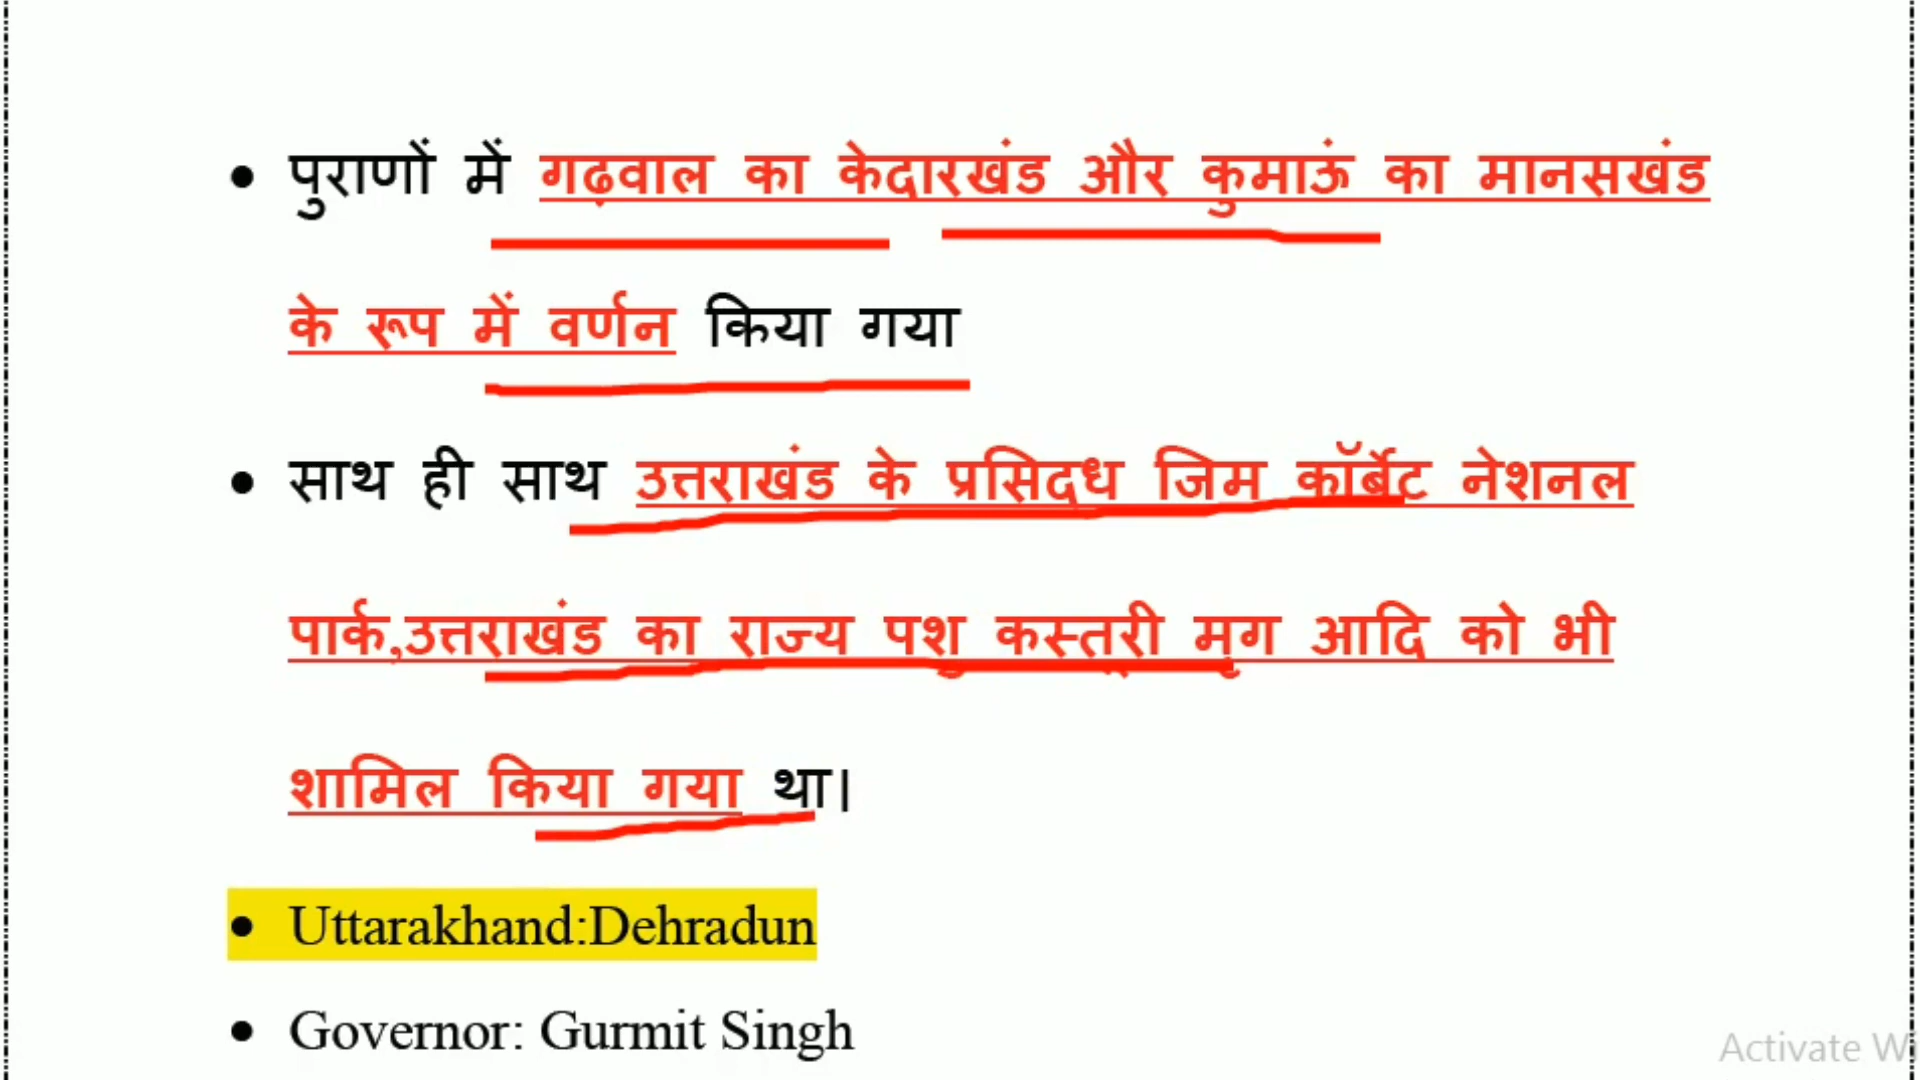 • पुराणों में गढ़वाल का केदारखंड और कुमाऊं का मानसखंड
के रूप में वर्णन किया गया
• साथ ही साथ उत्तराखंड के प्रसिद्ध जिम कॉर्बेट नेशनल
पार्क,उत्तराखंड का राज्य पशु कस्तूरी मृग आदि को भी
शामिल किया गया था।
• Uttarakhand:Dehradun
• Governor: Gurmit Singh
Activate W